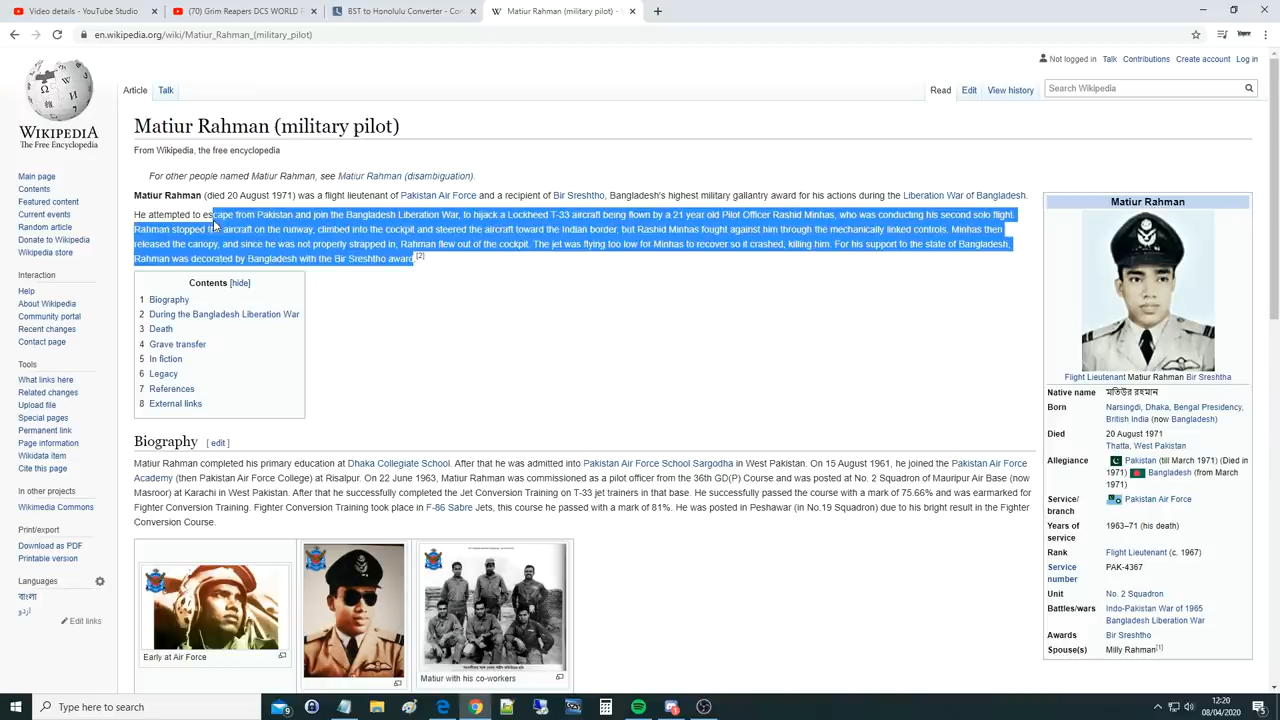 Video details - YouTube Studio
(70) Grim Reapers DCS WORLD
BST to Honolulu Converter - Con
Matiur Rahman (military pilot) -
en.wikipedia.org/wiki/Matiur_Rahman_(military_pilot)
Not logged in Talk Contributions Create account Log in
Article Talk Read Edit View history Search Wikipedia
WIKIPEDIA
The Free Encyclopedia
Main page
Contents
Featured content
Current events
Random article
Donate to Wikipedia
Wikipedia store
Interaction
Help
About Wikipedia
Community portal
Recent changes
Contact page
Tools
What links here
Related changes
Upload file
Special pages
Permanent link
Page information
Wikidata item
Cite this page
In other projects
Wikimedia Commons
Print/export
Download as PDF
Printable version
Languages
বাংলা
اردو
Edit links
Matiur Rahman (military pilot)
From Wikipedia, the free encyclopedia
For other people named Matiur Rahman, see Matiur Rahman (disambiguation).
Matiur Rahman (died 20 August 1971) was a flight lieutenant of Pakistan Air Force and a recipient of Bir Sreshtho, Bangladesh's highest military gallantry award for his actions during the Liberation War of Bangladesh.
He attempted to escape from Pakistan and join the Bangladesh Liberation War, to hijack a Lockheed T-33 aircraft being flown by a 21 year old Pilot Officer Rashid Minhas, who was conducting his second solo flight.
Rahman stopped the aircraft on the runway, climbed into the cockpit and steered the aircraft toward the Indian border, but Rashid Minhas fought against him through the mechanically linked controls. Minhas then
released the canopy, and since he was not properly strapped in, Rahman flew out of the cockpit. The jet was flying too low for Minhas to recover so it crashed, killing him. For his support to the state of Bangladesh,
Rahman was decorated by Bangladesh with the Bir Sreshtho award.[2]
Contents [hide]
1 Biography
2 During the Bangladesh Liberation War
3 Death
4 Grave transfer
5 In fiction
6 Legacy
7 References
8 External links
Biography [ edit ]
Matiur Rahman completed his primary education at Dhaka Collegiate School. After that he was admitted into Pakistan Air Force School Sargodha in West Pakistan. On 15 August 1961, he joined the Pakistan Air Force
Academy (then Pakistan Air Force College) at Risalpur. On 22 June 1963, Matiur Rahman was commissioned as a pilot officer from the 36th GD(P) Course and was posted at No. 2 Squadron of Mauripur Air Base (now
Masroor) at Karachi in West Pakistan. After that he successfully completed the Jet Conversion Training on T-33 jet trainers in that base. He successfully passed the course with a mark of 75.66% and was earmarked for
Fighter Conversion Training. Fighter Conversion Training took place in F-86 Sabre Jets, this course he passed with a mark of 81%. He was posted in Peshawar (in No.19 Squadron) due to his bright result in the Fighter
Conversion Course.
Early at Air Force
Matiur with his co-workers
Matiur Rahman
Flight Lieutenant Matiur Rahman Bir Sreshtha
Native name মতিউর রহমান
Born Narsingdi, Dhaka, Bengal Presidency,
British India (now Bangladesh)
Died 20 August 1971
Thatta, West Pakistan
Allegiance Pakistan (till March 1971) (Died in
1971) Bangladesh (from March
1971)
Service/ Pakistan Air Force
branch
Years of 1963–71 (his death)
service
Rank Flight Lieutenant (c. 1967)
Service PAK-4367
number
Unit No. 2 Squadron
Battles/wars Indo-Pakistan War of 1965
Bangladesh Liberation War
Awards Bir Sreshtho
Spouse(s) Milly Rahman[1]
Type here to search
12:20
08/04/2020